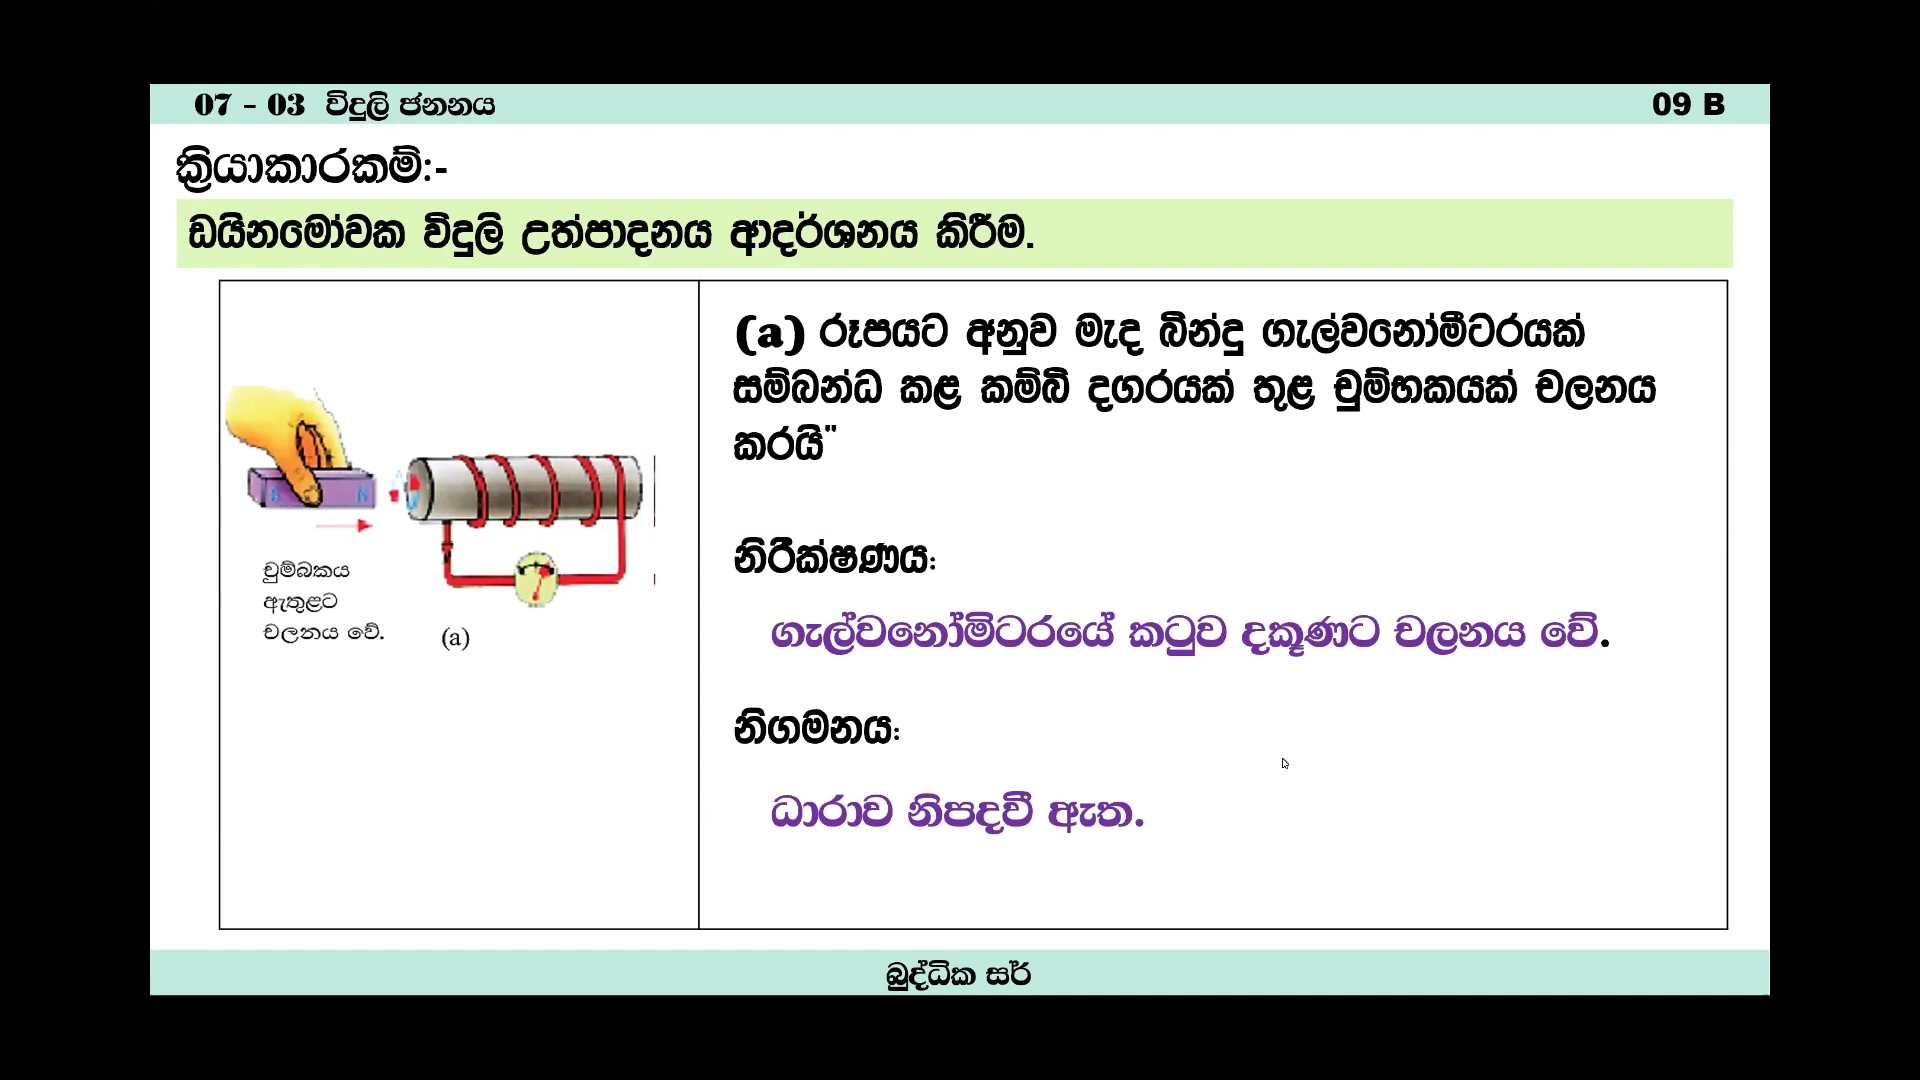 07 - 03 විදුලි ජනනය
09 B
ක්‍රියාකාරකම්:-
ඩයිනමෝවක විදුලි උත්පාදනය ආදර්ශනය කිරීම.
(a) රූපයට අනුව මැද බින්දු ගැල්වනෝමීටරයක්
සම්බන්ධ කළ කම්බි දගරයක් තුළ චුම්භකයක් චලනය
කරයි"
නිරීක්ෂණය:
ගැල්වනෝමිටරයේ කටුව දකුණට චලනය වේ.
නිගමනය:
ධාරාව නිපදවී ඇත.
S N
චුම්බකය
ඇතුළට
චලනය වේ.
(a)
බුද්ධික සර්